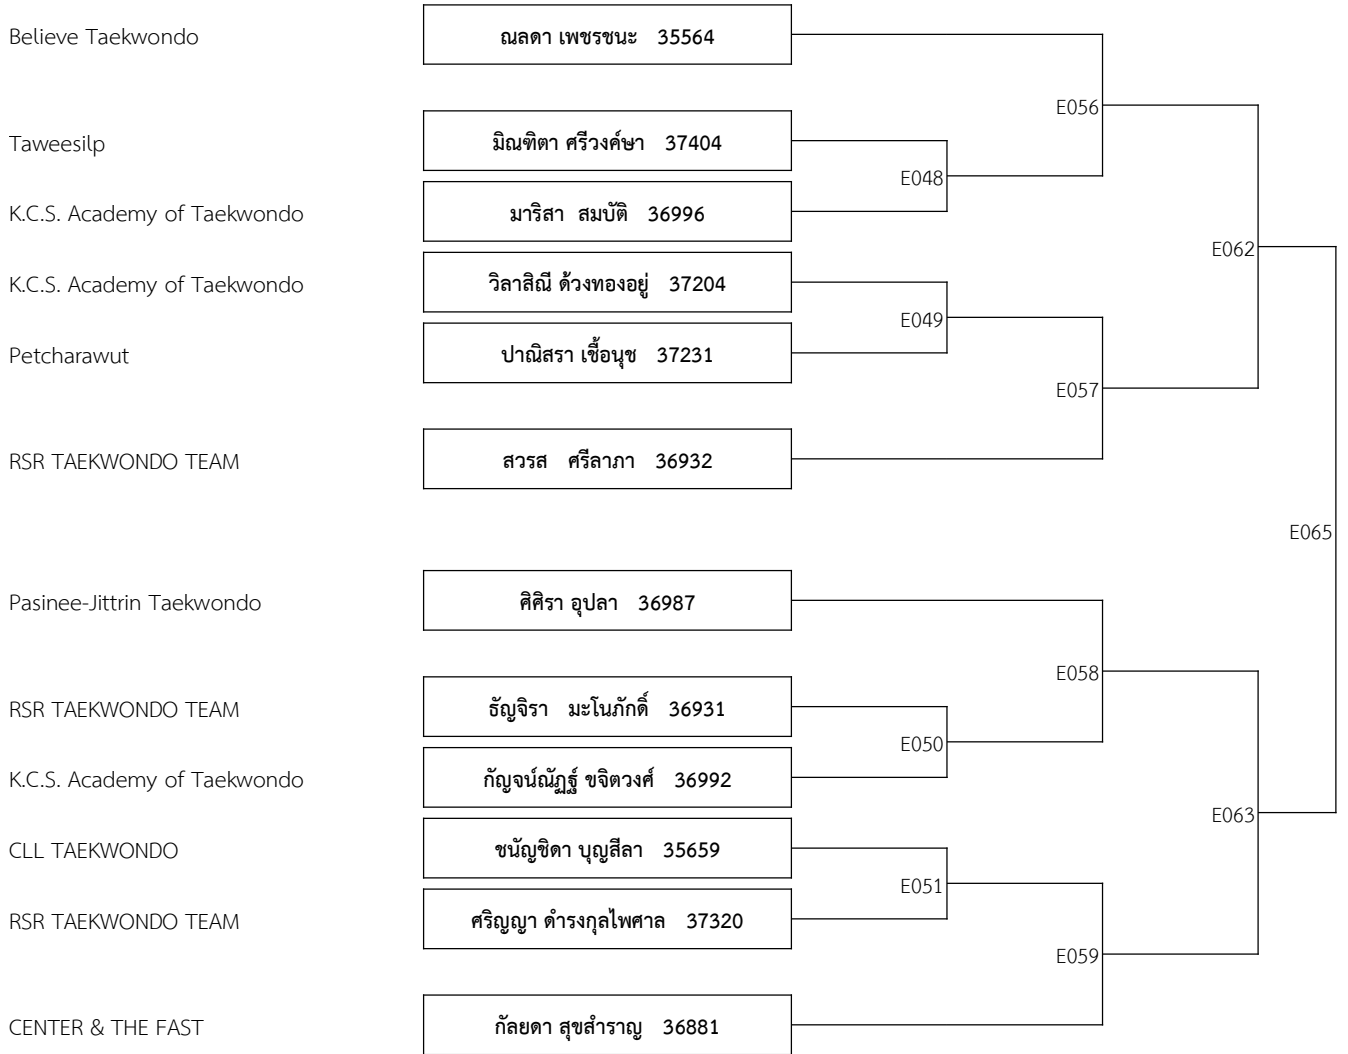 Believe Taekwondo ณลดา เพชรชนะ 35564
E056
Taweesilp มิณฑิตา ศรีวงค์ษา 37404
E048
K.C.S. Academy of Taekwondo มาริสา สมบัติ 36996
E062
K.C.S. Academy of Taekwondo วิลาสิณี ด้วงทองอยู่ 37204
E049
Petcharawut ปาณิสรา เชื้อนุช 37231
E057
RSR TAEKWONDO TEAM สวรส ศรีลาภา 36932
E065
Pasinee-Jittrin Taekwondo ศิศิรา อุปลา 36987
E058
RSR TAEKWONDO TEAM ธัญจิรา มะโนภักดิ์ 36931
E050
K.C.S. Academy of Taekwondo กัญจน์ณัฏฐ์ ขจิตวงศ์ 36992
E063
CLL TAEKWONDO ชนัญชิดา บุญสีลา 35659
E051
RSR TAEKWONDO TEAM ศริญญา ดำรงกุลไพศาล 37320
E059
CENTER & THE FAST กัลยดา สุขสำราญ 36881